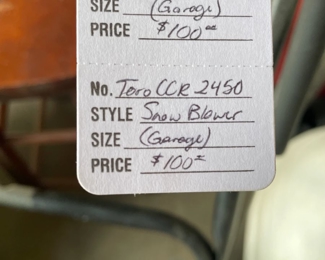 SIZE (Garage)
PRICE $100⁰⁰
No. Toro CCR 2450
STYLE Snow Blower
SIZE (Garage)
PRICE $100⁰⁰